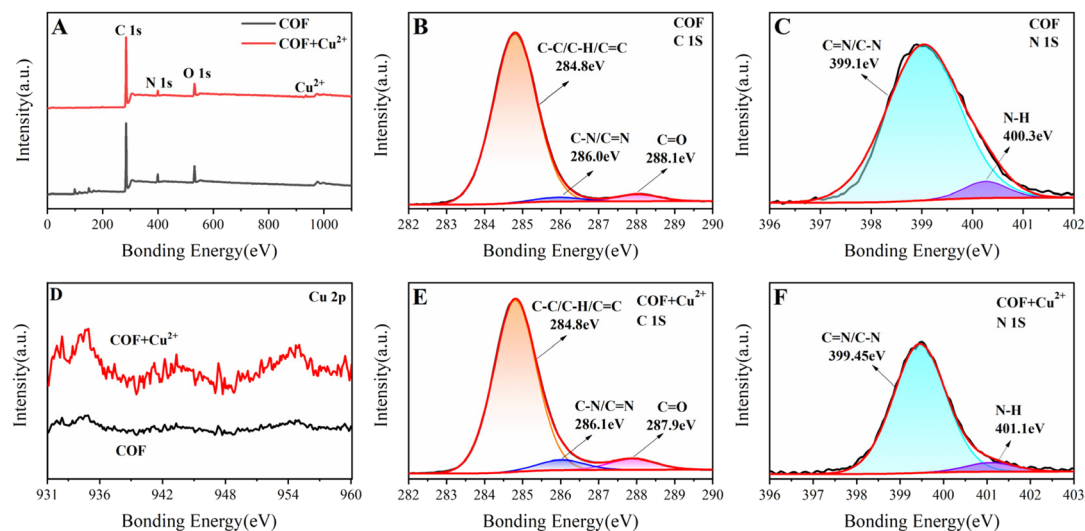 A
C 1s
N 1s
O 1s
Cu²⁺
COF
COF+Cu²⁺
Intensity(a.u.)
0 200 400 600 800 1000
Bonding Energy(eV)
B
COF
C 1S
C-C/C-H/C=C
284.8eV
C-N/C=N
286.0eV
C=O
288.1eV
Intensity(a.u.)
282 284 285 286 287 288 289 290
Bonding Energy(eV)
C
COF
N 1S
C=N/C-N
399.1eV
N-H
400.3eV
Intensity(a.u.)
396 397 398 399 400 401 402
Bonding Energy(eV)
D
Cu 2p
COF+Cu²⁺
COF
Intensity(a.u.)
931 936 942 948 954 960
Bonding Energy(eV)
E
COF+Cu²⁺
C 1S
C-C/C-H/C=C
284.8eV
C-N/C=N
286.1eV
C=O
287.9eV
Intensity(a.u.)
282 284 285 286 287 288 289 290
Bonding Energy(eV)
F
COF+Cu²⁺
N 1S
C=N/C-N
399.45eV
N-H
401.1eV
Intensity(a.u.)
396 398 399 400 401 402 403
Bonding Energy(eV)